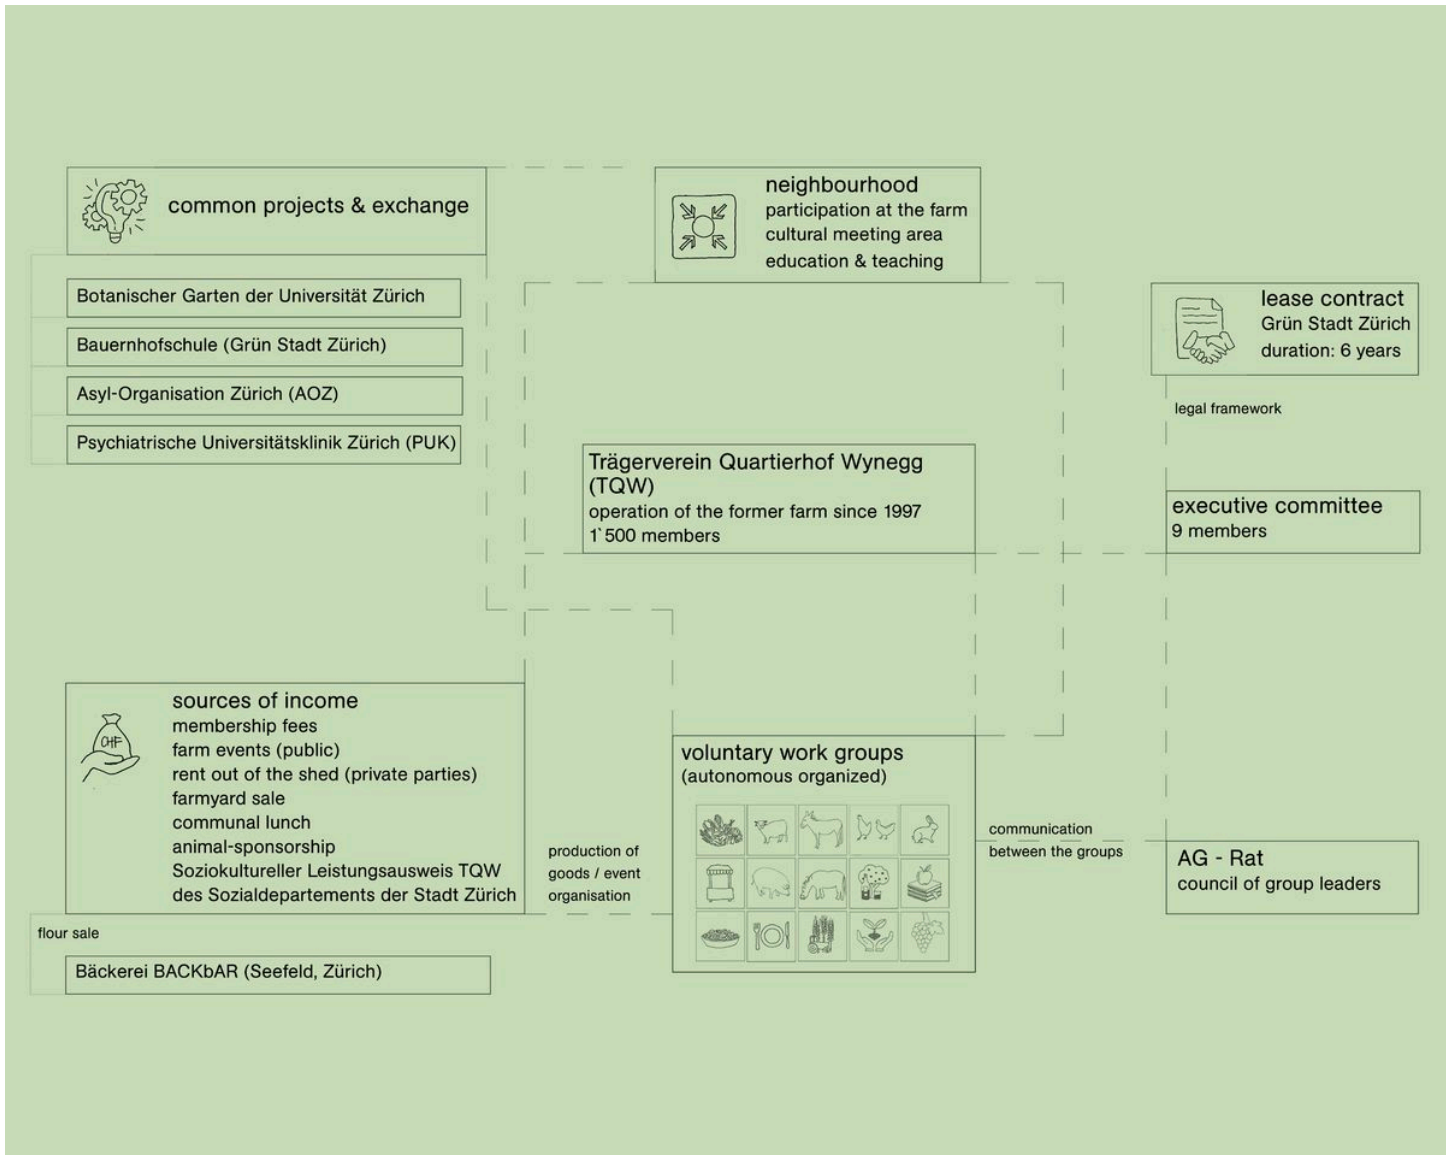 common projects & exchange
Botanischer Garten der Universität Zürich
Bauernhofschule (Grün Stadt Zürich)
Asyl-Organisation Zürich (AOZ)
Psychiatrische Universitätsklinik Zürich (PUK)
neighbourhood
participation at the farm
cultural meeting area
education & teaching
lease contract
Grün Stadt Zürich
duration: 6 years
legal framework
Trägerverein Quartierhof Wynegg
(TQW)
operation of the former farm since 1997
1`500 members
executive committee
9 members
CHF
sources of income
membership fees
farm events (public)
rent out of the shed (private parties)
farmyard sale
communal lunch
animal-sponsorship
Soziokultureller Leistungsausweis TQW
des Sozialdepartements der Stadt Zürich
flour sale
Bäckerei BACKbAR (Seefeld, Zürich)
production of
goods / event
organisation
voluntary work groups
(autonomous organized)
communication
between the groups
AG - Rat
council of group leaders